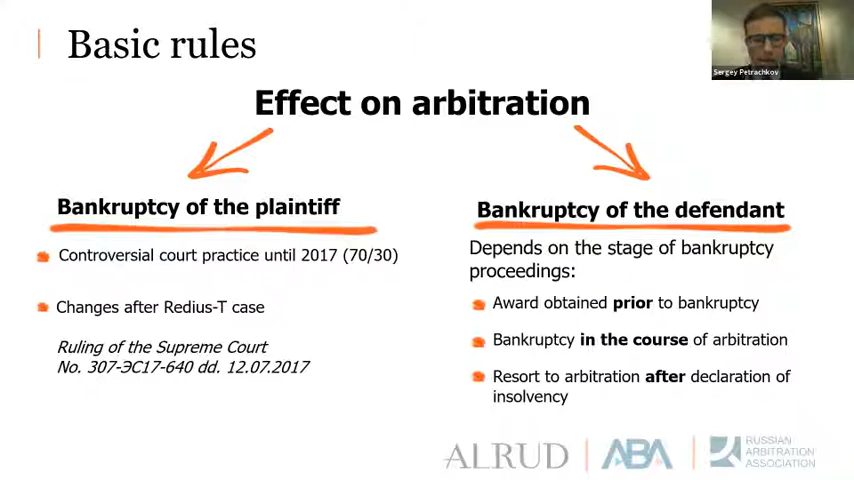 Basic rules
Sergey Petrachkov
Effect on arbitration
Bankruptcy of the plaintiff
Controversial court practice until 2017 (70/30)
Changes after Redius-T case
Ruling of the Supreme Court
No. 307-ЭС17-640 dd. 12.07.2017
Bankruptcy of the defendant
Depends on the stage of bankruptcy
proceedings:
Award obtained prior to bankruptcy
Bankruptcy in the course of arbitration
Resort to arbitration after declaration of
insolvency
ALRUD
ABA
RUSSIAN
ARBITRATION
ASSOCIATION